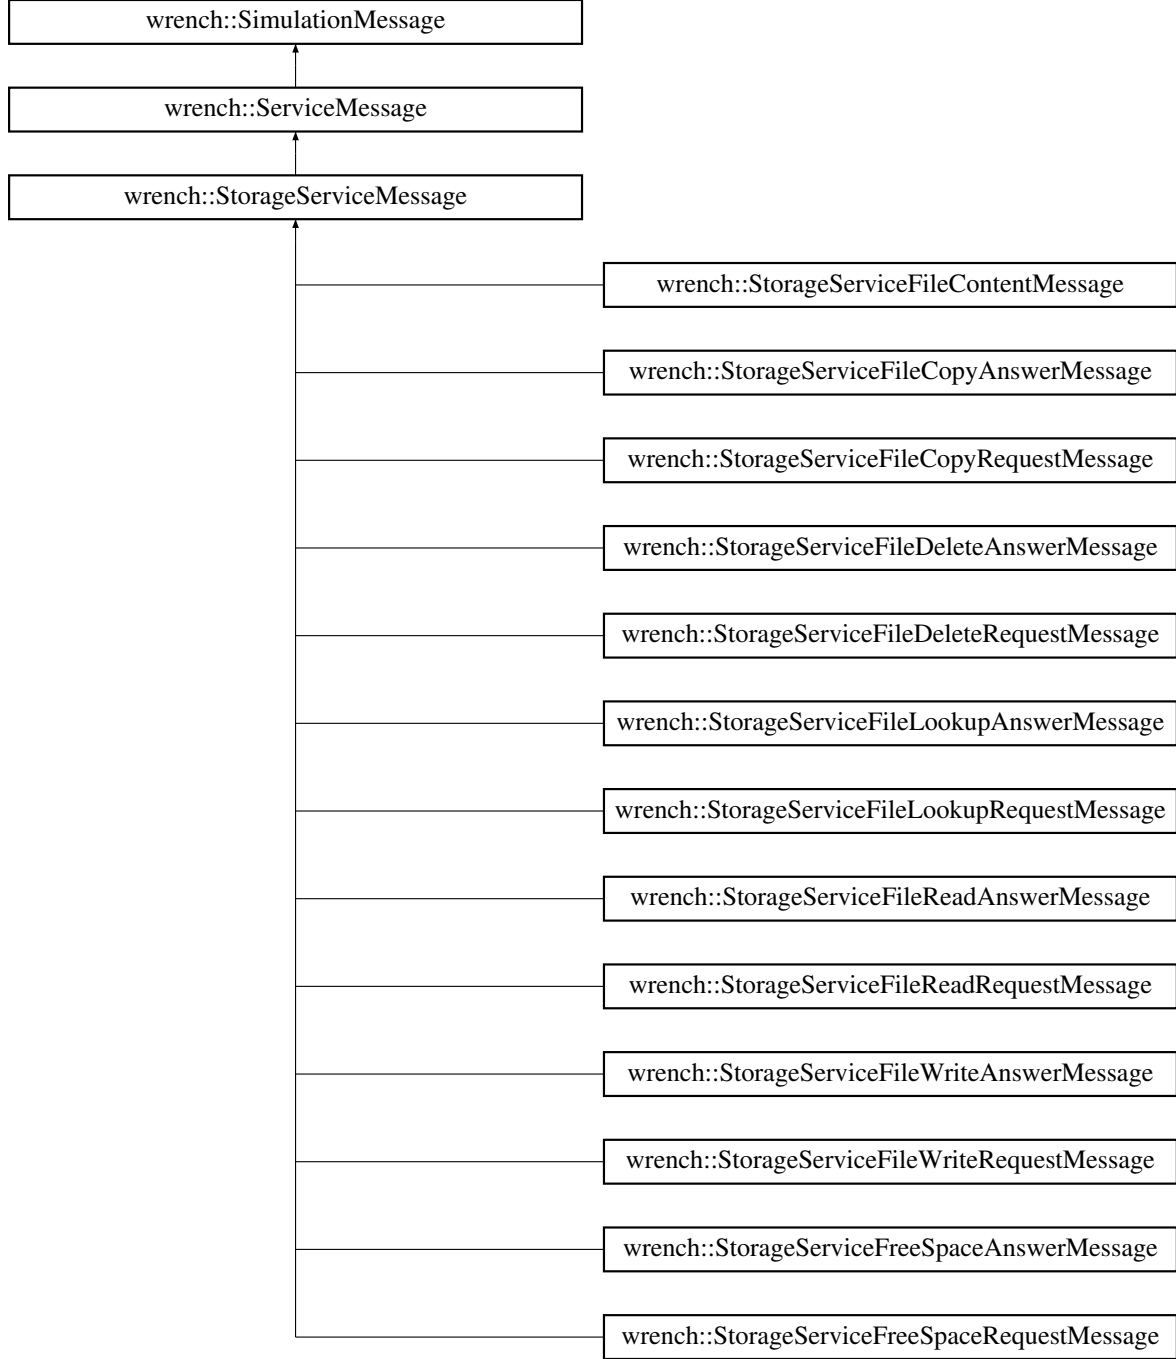 wrench::SimulationMessage
wrench::ServiceMessage
wrench::StorageServiceMessage
wrench::StorageServiceFileContentMessage
wrench::StorageServiceFileCopyAnswerMessage
wrench::StorageServiceFileCopyRequestMessage
wrench::StorageServiceFileDeleteAnswerMessage
wrench::StorageServiceFileDeleteRequestMessage
wrench::StorageServiceFileLookupAnswerMessage
wrench::StorageServiceFileLookupRequestMessage
wrench::StorageServiceFileReadAnswerMessage
wrench::StorageServiceFileReadRequestMessage
wrench::StorageServiceFileWriteAnswerMessage
wrench::StorageServiceFileWriteRequestMessage
wrench::StorageServiceFreeSpaceAnswerMessage
wrench::StorageServiceFreeSpaceRequestMessage